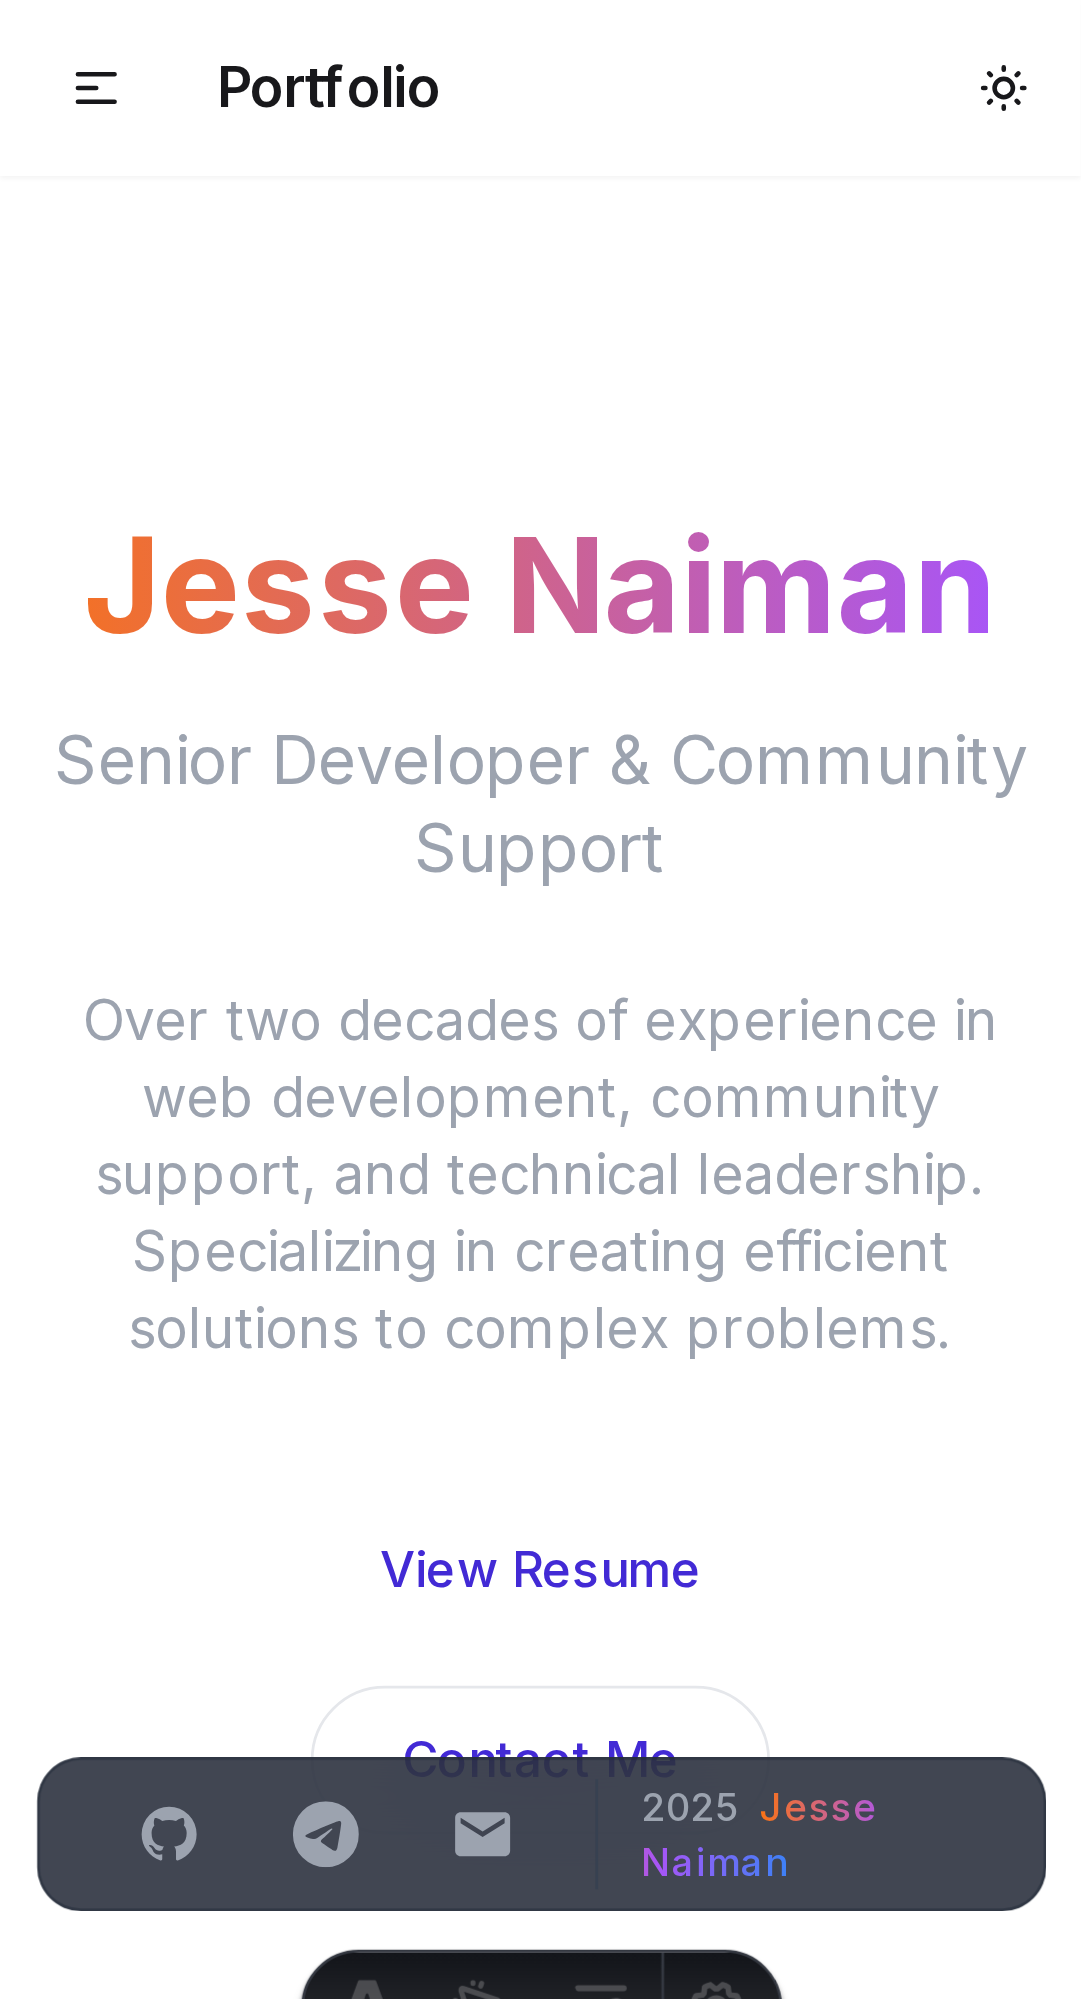 Portfolio
Jesse Naiman
Senior Developer & Community
Support
Over two decades of experience in
web development, community
support, and technical leadership.
Specializing in creating efficient
solutions to complex problems.
View Resume
Contact Me
2025 Jesse
Naiman